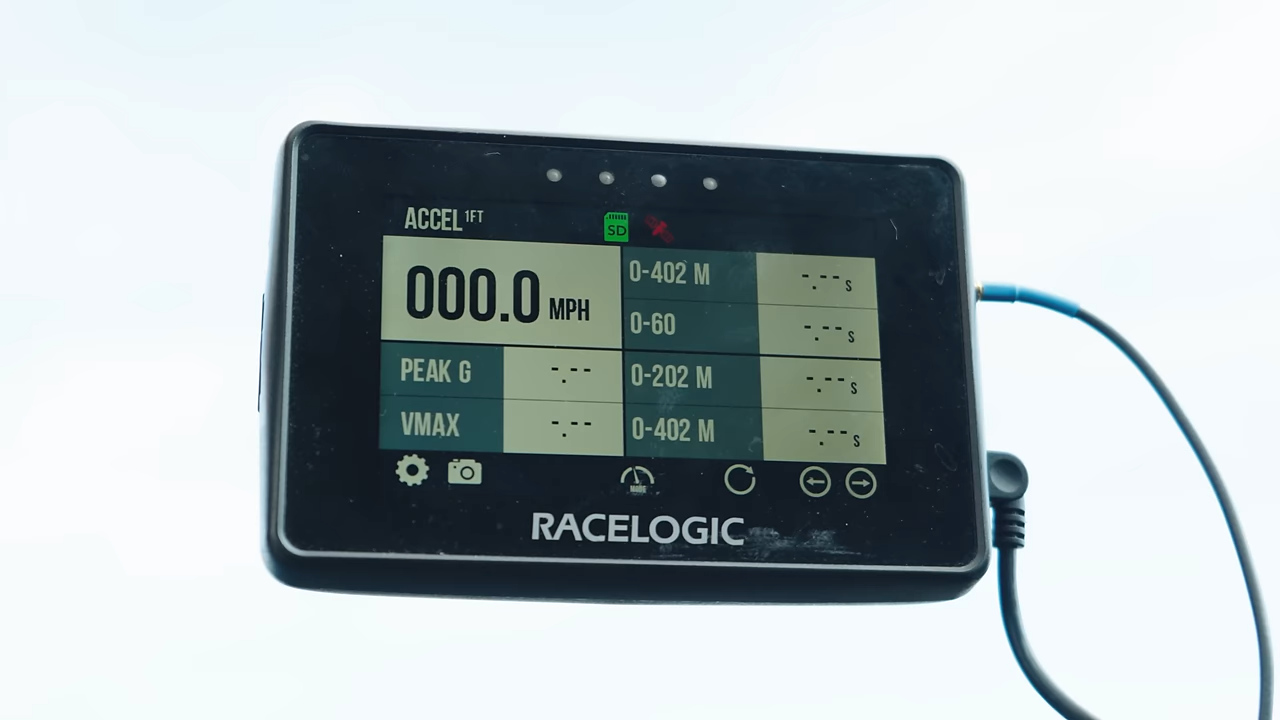 ACCEL 1FT
SD
000.0 MPH
PEAK G -.--
VMAX -.--
0-402 M -.-- S
0-60 -.-- S
0-202 M -.-- S
0-402 M -.-- S
MODE
RACELOGIC